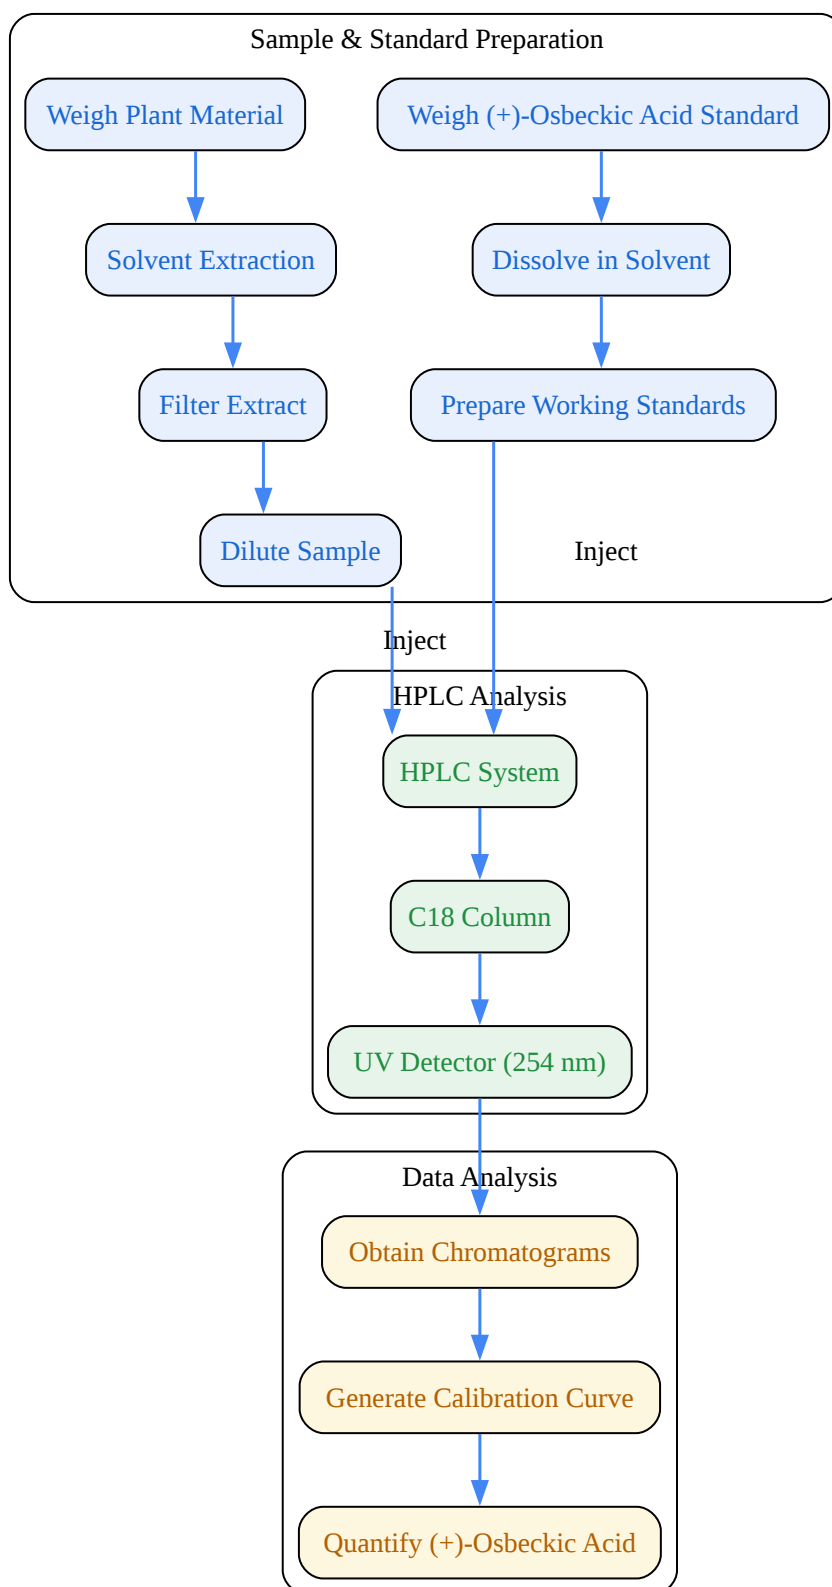 Sample & Standard Preparation
Weigh Plant Material
Weigh (+)-Osbeckic Acid Standard
Solvent Extraction
Dissolve in Solvent
Filter Extract
Prepare Working Standards
Dilute Sample
Inject
Inject
HPLC Analysis
HPLC System
C18 Column
UV Detector (254 nm)
Data Analysis
Obtain Chromatograms
Generate Calibration Curve
Quantify (+)-Osbeckic Acid